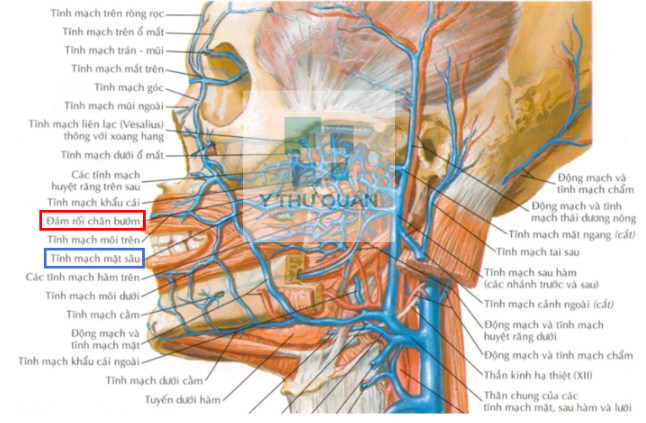 Tĩnh mạch trên ròng rọc
Tĩnh mạch trên ổ mắt
Tĩnh mạch trán - mũi
Tĩnh mạch mắt trên
Tĩnh mạch góc
Tĩnh mạch mũi ngoài
Tĩnh mạch liên lạc (Vesalius)
thông với xoang hang
Tĩnh mạch dưới ổ mắt
Các tĩnh mạch
huyệt răng trên sau
Tĩnh mạch khẩu cái
Đám rối chân bướm
Tĩnh mạch môi trên
Tĩnh mạch mặt sâu
Các tĩnh mạch hàm trên
Tĩnh mạch môi dưới
Tĩnh mạch cằm
Động mạch và
tĩnh mạch mặt
Tĩnh mạch khẩu cái ngoài
Tĩnh mạch dưới cằm
Tuyến dưới hàm
Y THƯ QUÁN
Động mạch và
tĩnh mạch chẩm
Động mạch và tĩnh
mạch thái dương nông
Tĩnh mạch mặt ngang (cắt)
Tĩnh mạch tai sau
Tĩnh mạch sau hàm
(các nhánh trước và sau)
Tĩnh mạch cảnh ngoài (cắt)
Động mạch và tĩnh mạch
huyệt răng dưới
Động mạch và tĩnh mạch chẩm
Thần kinh hạ thiệt (XII)
Thân chung của các
tĩnh mạch mặt, sau hàm và lưỡi